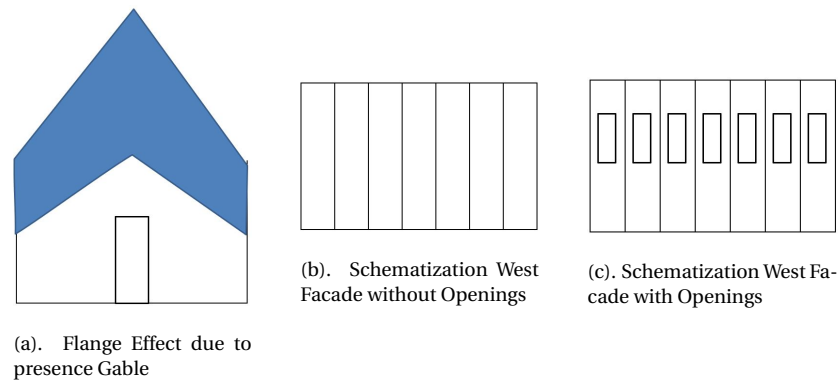 (a). Flange Effect due to
presence Gable
(b). Schematization West
Facade without Openings
(c). Schematization West Fa-
cade with Openings